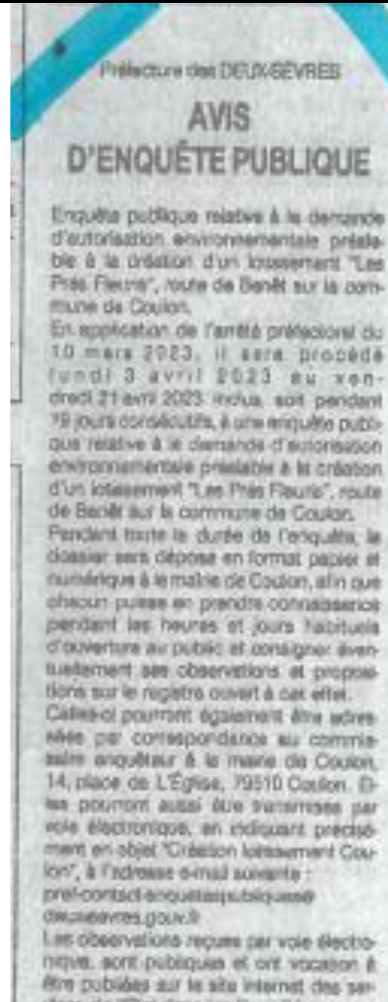 Préfecture des DEUX-SÈVRES
AVIS
D'ENQUÊTE PUBLIQUE
Enquête publique relative à la demande
d'autorisation environnementale préala-
ble à la création d'un lotissement "Les
Prés Fleuris", route de Benêt sur la com-
mune de Coulon.
En application de l'arrêté préfectoral du
10 mars 2023, il sera procédé
lundi 3 avril 2023 au ven-
dredi 21 avril 2023 inclus, soit pendant
19 jours consécutifs, à une enquête publi-
que relative à la demande d'autorisation
environnementale préalable à la création
d'un lotissement "Les Prés Fleuris", route
de Benêt sur la commune de Coulon.
Pendant toute la durée de l'enquête, le
dossier sera déposé en format papier et
numérique à la mairie de Coulon, afin que
chacun puisse en prendre connaissance
pendant les heures et jours habituels
d'ouverture au public et consigner éven-
tuellement ses observations et proposi-
tions sur le registre ouvert à cet effet.
Celles-ci pourront également être adres-
sées par correspondance au commis-
saire enquêteur à la mairie de Coulon,
14, place de L'Église, 79510 Coulon. El-
les pourront aussi être transmises par
voie électronique, en indiquant précisé-
ment en objet "Création lotissement Cou-
lon", à l'adresse e-mail suivante :
pref-contact-enquetespubliques@
deux-sevres.gouv.fr
Les observations reçues par voie électro-
nique, sont publiques et ont vocation à
être publiées sur le site internet des ser-